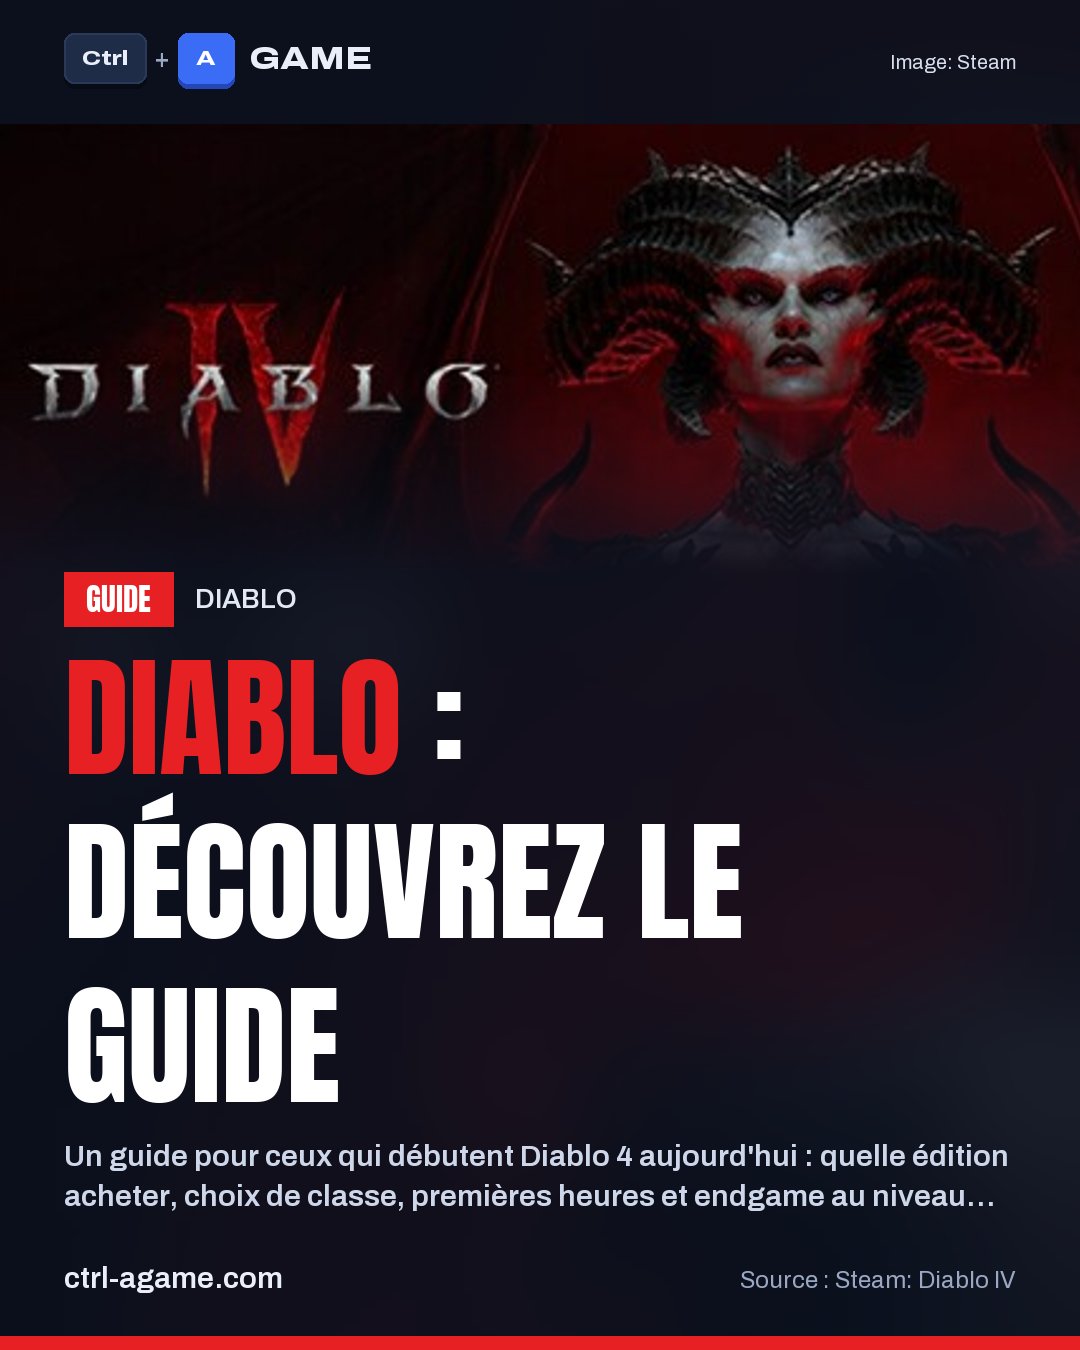 Ctrl + A GAME
Image: Steam
DIABLO
IV
GUIDE DIABLO
DIABLO :
DÉCOUVREZ LE
GUIDE
Un guide pour ceux qui débutent Diablo 4 aujourd'hui : quelle édition
acheter, choix de classe, premières heures et endgame au niveau...
ctrl-agame.com
Source : Steam: Diablo IV